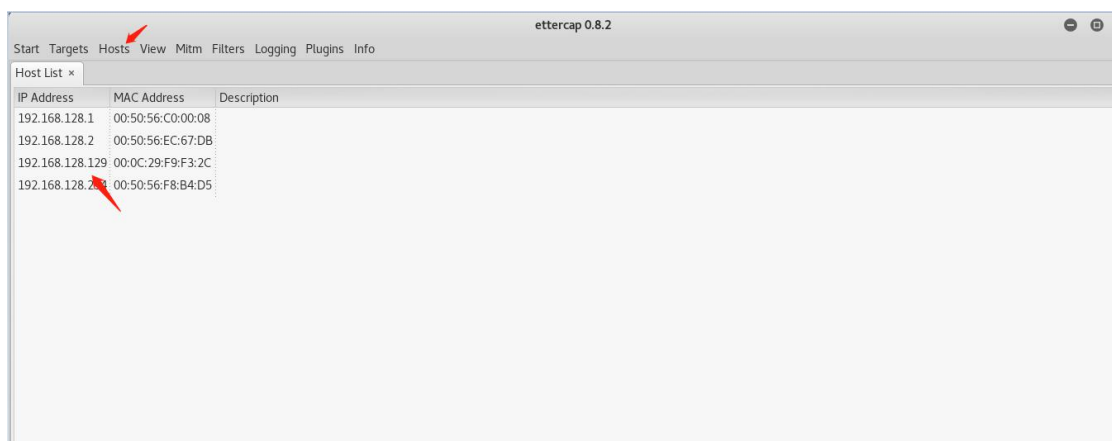 ettercap 0.8.2
Start Targets Hosts View Mitm Filters Logging Plugins Info
Host List ×
IP Address MAC Address Description
192.168.128.1 00:50:56:C0:00:08
192.168.128.2 00:50:56:EC:67:DB
192.168.128.129 00:0C:29:F9:F3:2C
00:50:56:F8:B4:D5